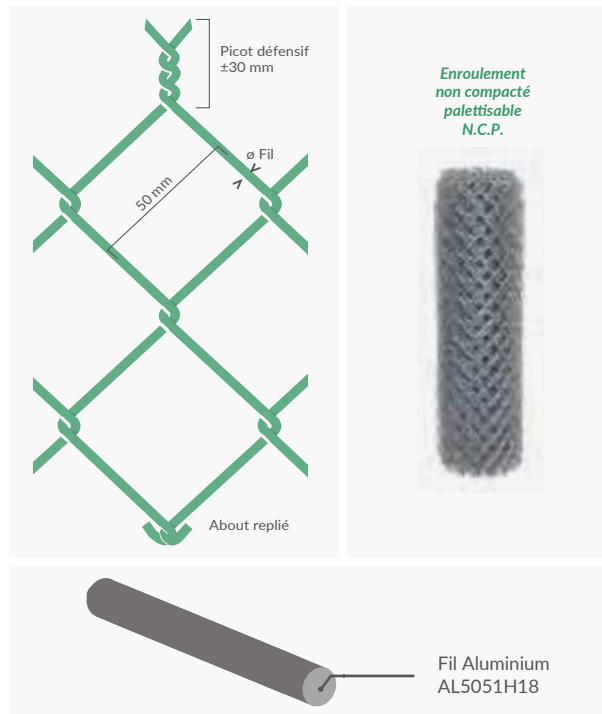 Picot défensif
±30 mm
ø Fil
50 mm
About replié
Enroulement
non compacté
palettisable
N.C.P.
Fil Aluminium
AL5051H18